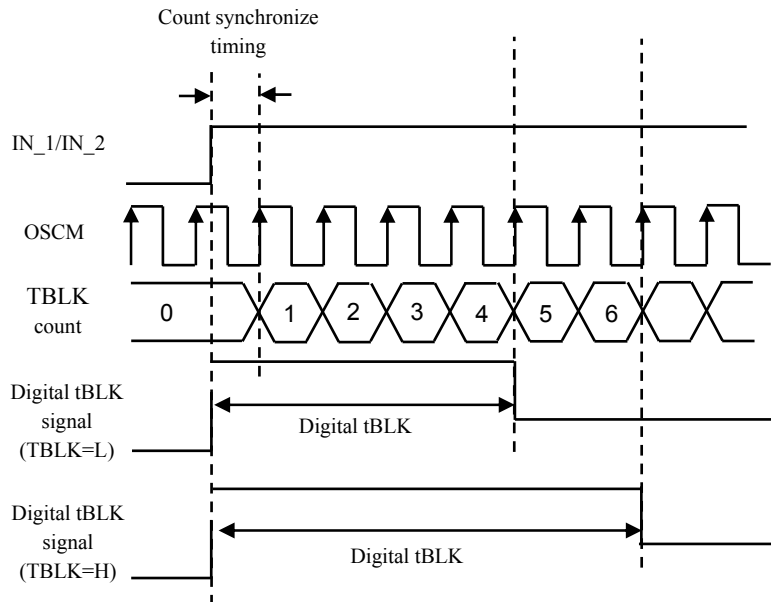 Count synchronize
timing
IN_1/IN_2
OSCM
TBLK
count
0 1 2 3 4 5 6
Digital tBLK
signal
(TBLK=L)
Digital tBLK
Digital tBLK
signal
(TBLK=H)
Digital tBLK